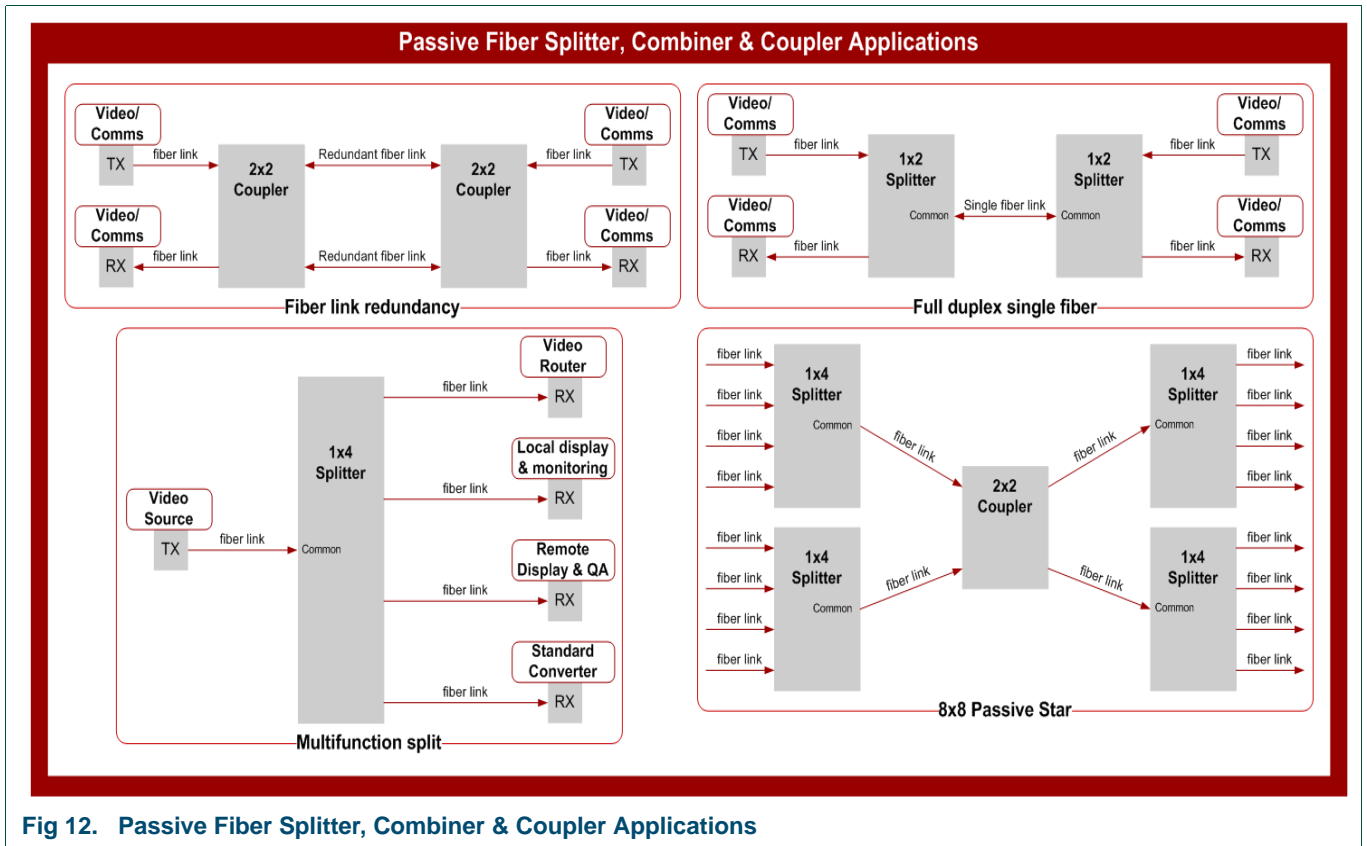 Passive Fiber Splitter, Combiner & Coupler Applications
Video/
Comms
TX
fiber link
2x2
Coupler
Redundant fiber link
2x2
Coupler
fiber link
Video/
Comms
TX
Video/
Comms
RX
fiber link
Redundant fiber link
fiber link
Video/
Comms
RX
Fiber link redundancy
Video/
Comms
TX
fiber link
1x2
Splitter
Common
Single fiber link
1x2
Splitter
Common
fiber link
Video/
Comms
TX
Video/
Comms
RX
fiber link
fiber link
Video/
Comms
RX
Full duplex single fiber
Video
Source
TX
fiber link
1x4
Splitter
Common
fiber link
Video
Router
RX
fiber link
Local display
& monitoring
RX
fiber link
Remote
Display & QA
RX
fiber link
Standard
Converter
RX
Multifunction split
fiber link
fiber link
fiber link
fiber link
1x4
Splitter
Common
fiber link
fiber link
fiber link
fiber link
fiber link
1x4
Splitter
Common
fiber link
2x2
Coupler
fiber link
1x4
Splitter
Common
fiber link
fiber link
fiber link
fiber link
fiber link
1x4
Splitter
Common
fiber link
fiber link
fiber link
fiber link
8x8 Passive Star
Fig 12. Passive Fiber Splitter, Combiner & Coupler Applications